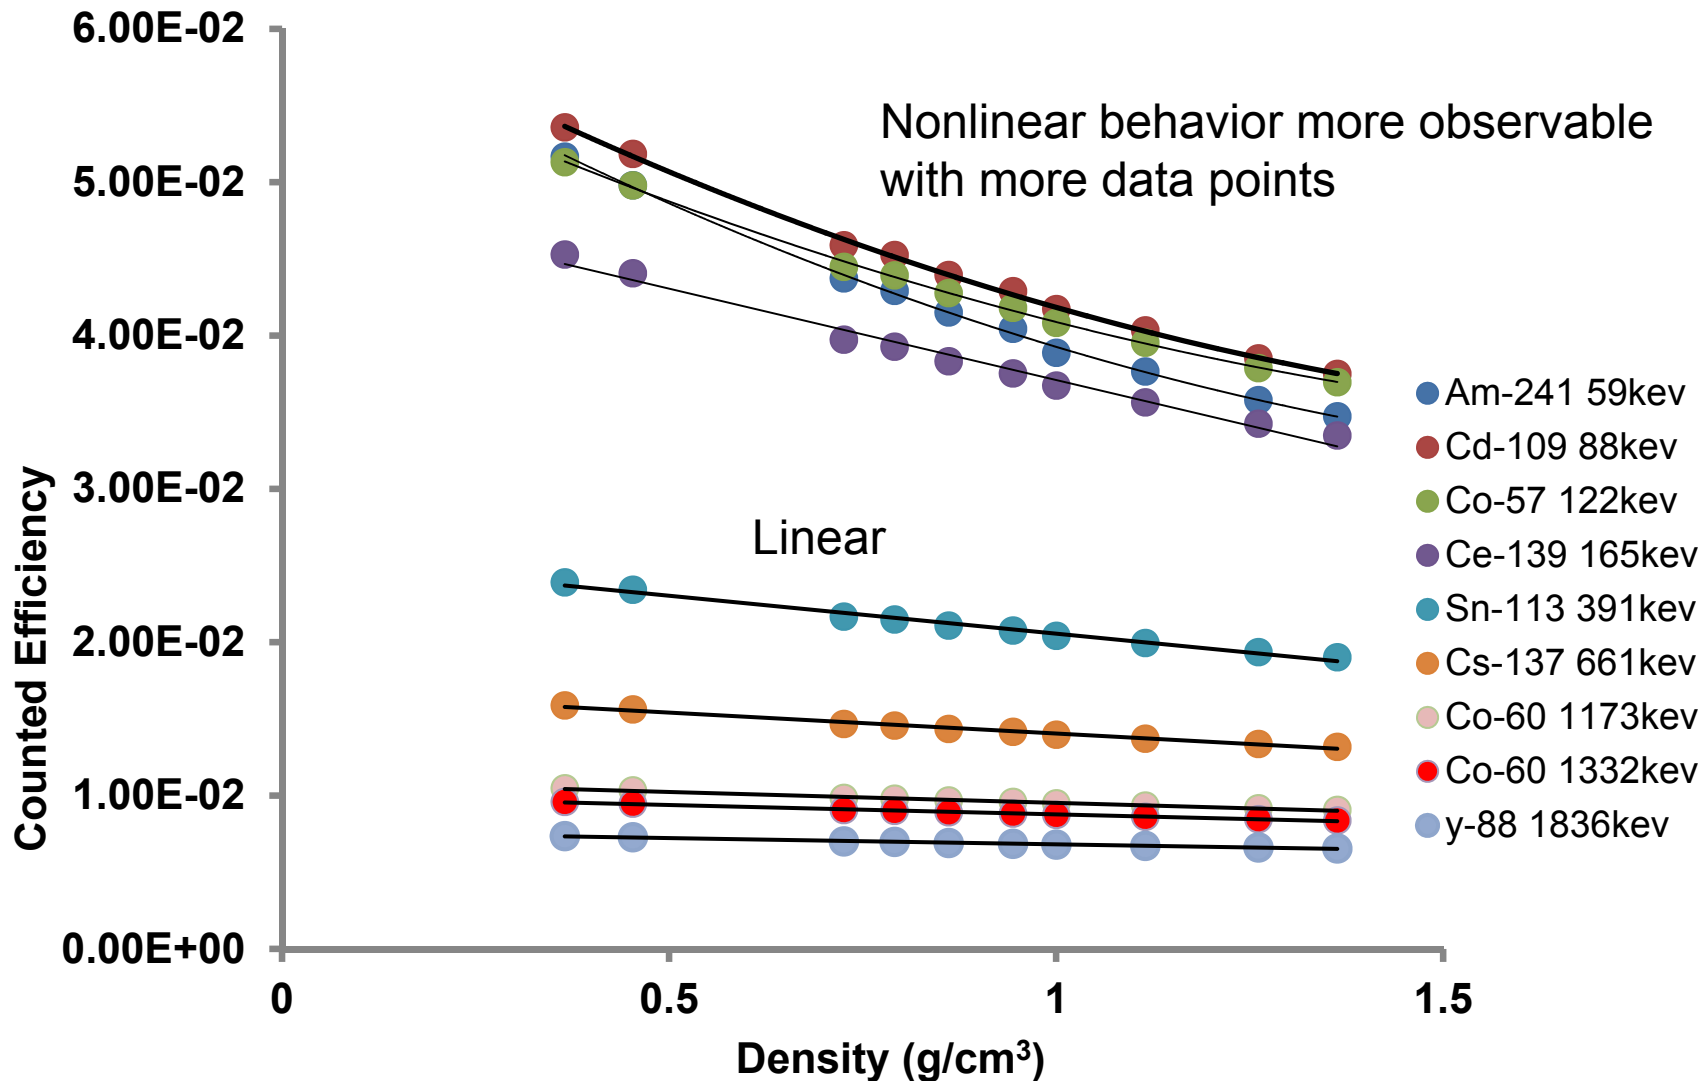 6.00E-02
5.00E-02
4.00E-02
3.00E-02
2.00E-02
1.00E-02
0.00E+00
Counted Efficiency
Nonlinear behavior more observable
with more data points
Linear
Am-241 59kev
Cd-109 88kev
Co-57 122kev
Ce-139 165kev
Sn-113 391kev
Cs-137 661kev
Co-60 1173kev
Co-60 1332kev
y-88 1836kev
0 0.5 1 1.5
Density (g/cm³)